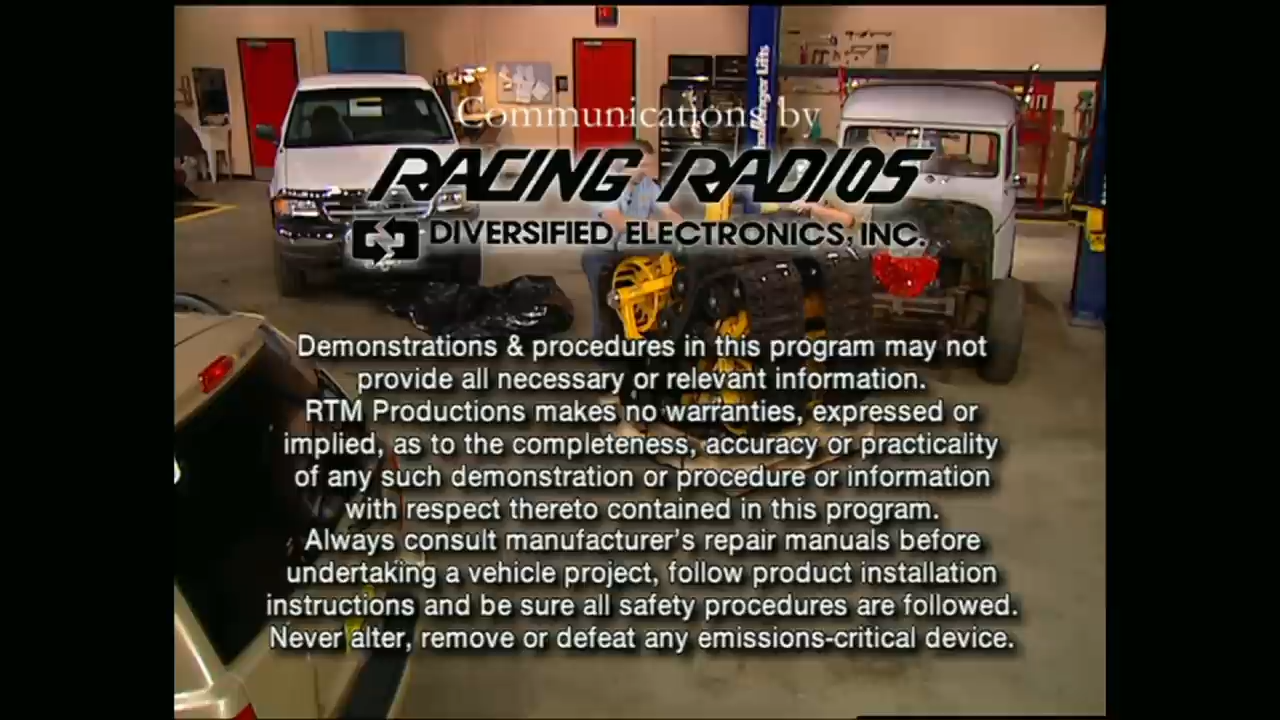 Communications by
RACING RADIOS
DIVERSIFIED ELECTRONICS, INC.
Demonstrations & procedures in this program may not
provide all necessary or relevant information.
RTM Productions makes no warranties, expressed or
implied, as to the completeness, accuracy or practicality
of any such demonstration or procedure or information
with respect thereto contained in this program.
Always consult manufacturer's repair manuals before
undertaking a vehicle project, follow product installation
instructions and be sure all safety procedures are followed.
Never alter, remove or defeat any emissions-critical device.
Challenger Lifts